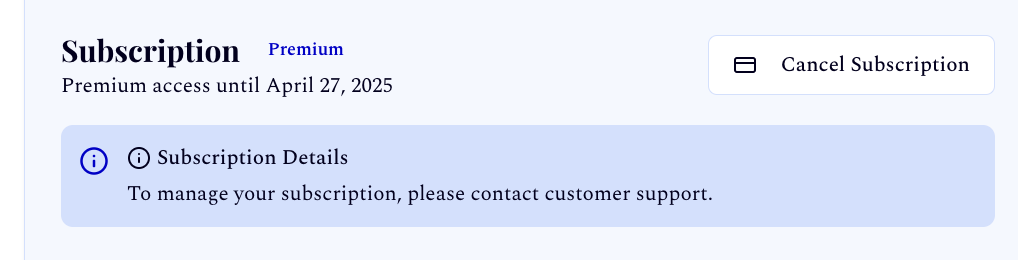 Subscription Premium
Premium access until April 27, 2025
Cancel Subscription
Subscription Details
To manage your subscription, please contact customer support.